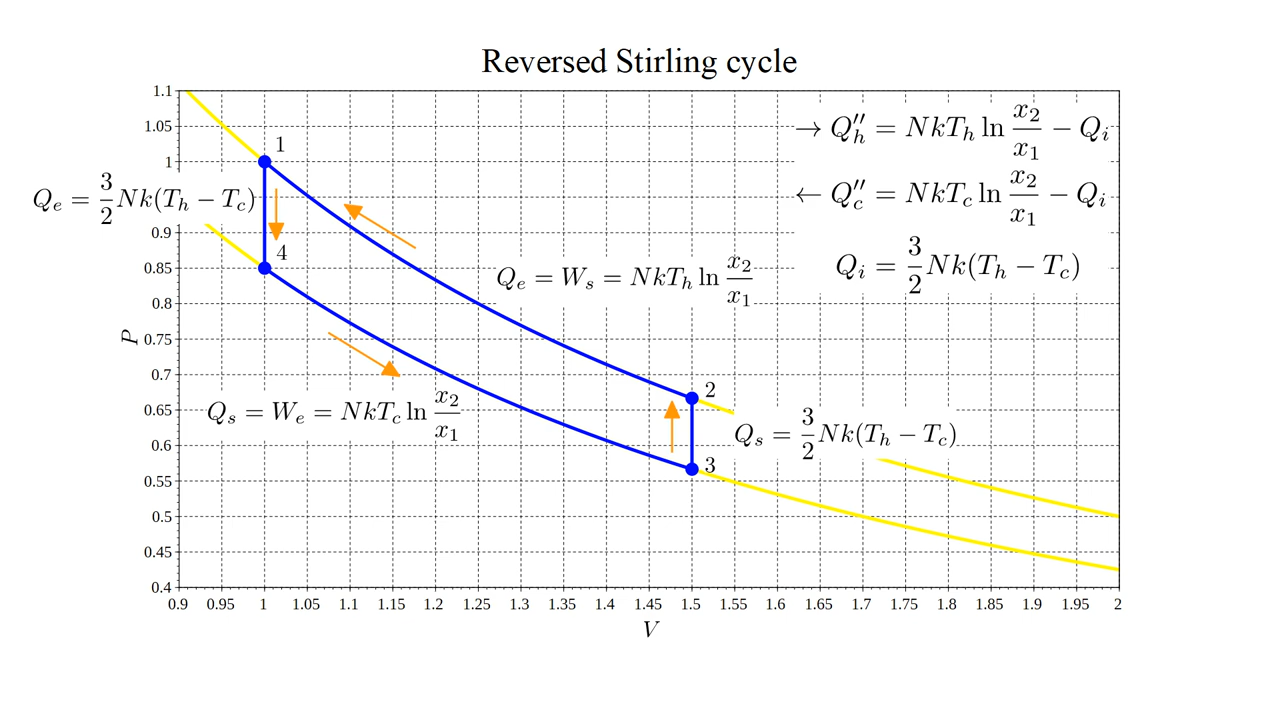 Reversed Stirling cycle
1.1
1.05
1
0.9
0.85
0.8
0.75
0.7
0.65
0.6
0.55
0.5
0.45
0.4
P
0.9 0.95 1 1.05 1.1 1.15 1.2 1.25 1.3 1.35 1.4 1.45 1.5 1.55 1.6 1.65 1.7 1.75 1.8 1.85 1.9 1.95 2
V
1
4
2
3
Q_e = 3/2 Nk(T_h − T_c)
Q_e = W_s = NkT_h ln x_2/x_1
Q_s = W_e = NkT_c ln x_2/x_1
Q_s = 3/2 Nk(T_h − T_c)
→ Q''_h = NkT_h ln x_2/x_1 − Q_i
← Q''_c = NkT_c ln x_2/x_1 − Q_i
Q_i = 3/2 Nk(T_h − T_c)